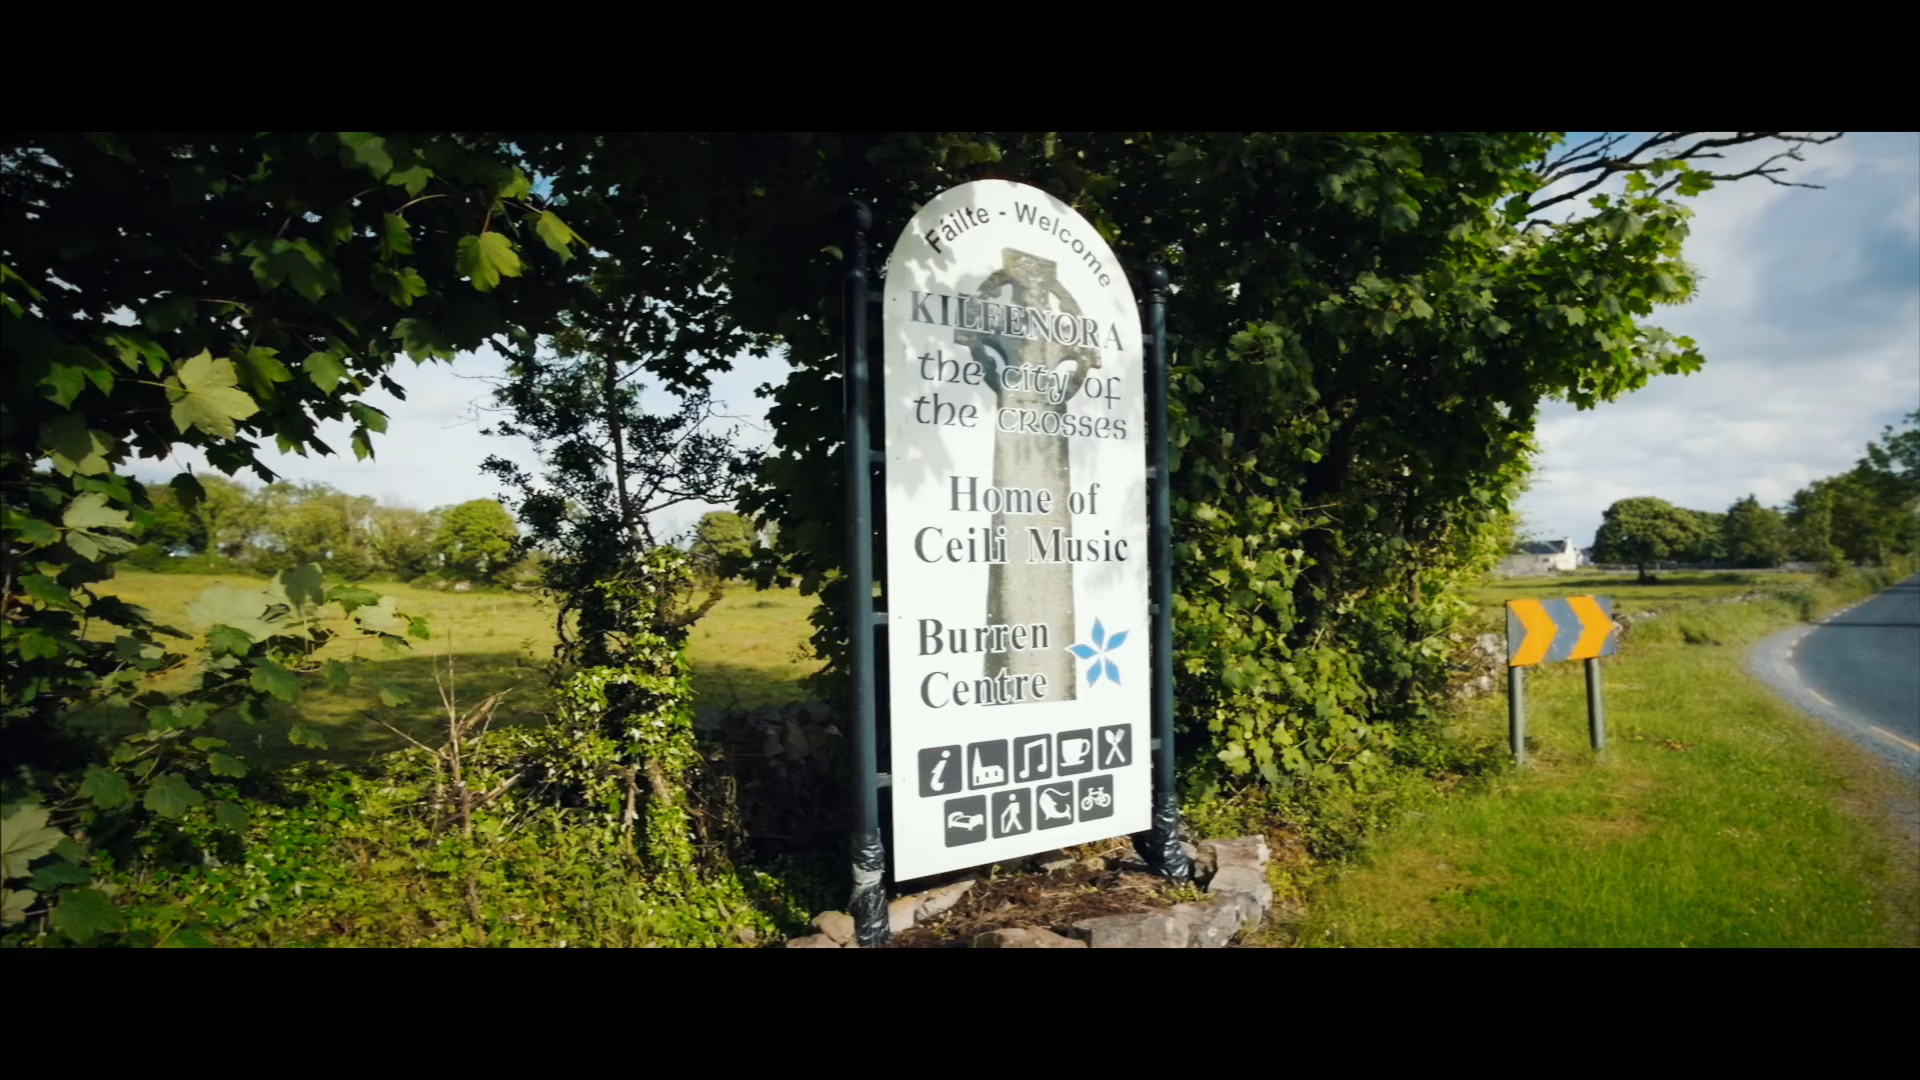 Fáilte - Welcome
KILFENORA
the city of
the crosses
Home of
Ceili Music
Burren
Centre
i